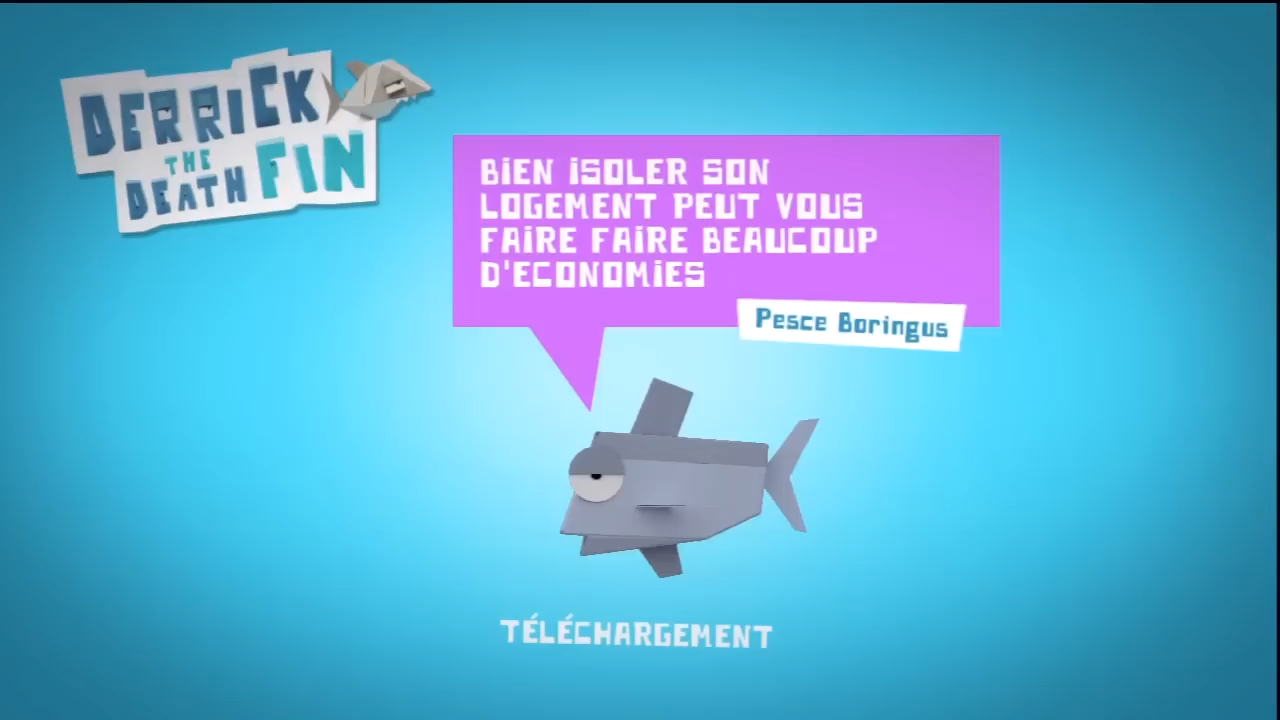 DERRICK
THE
DEATH FIN
BIEN ISOLER SON
LOGEMENT PEUT VOUS
FAIRE FAIRE BEAUCOUP
D'ECONOMIES
Pesce Boringus
TÉLÉCHARGEMENT